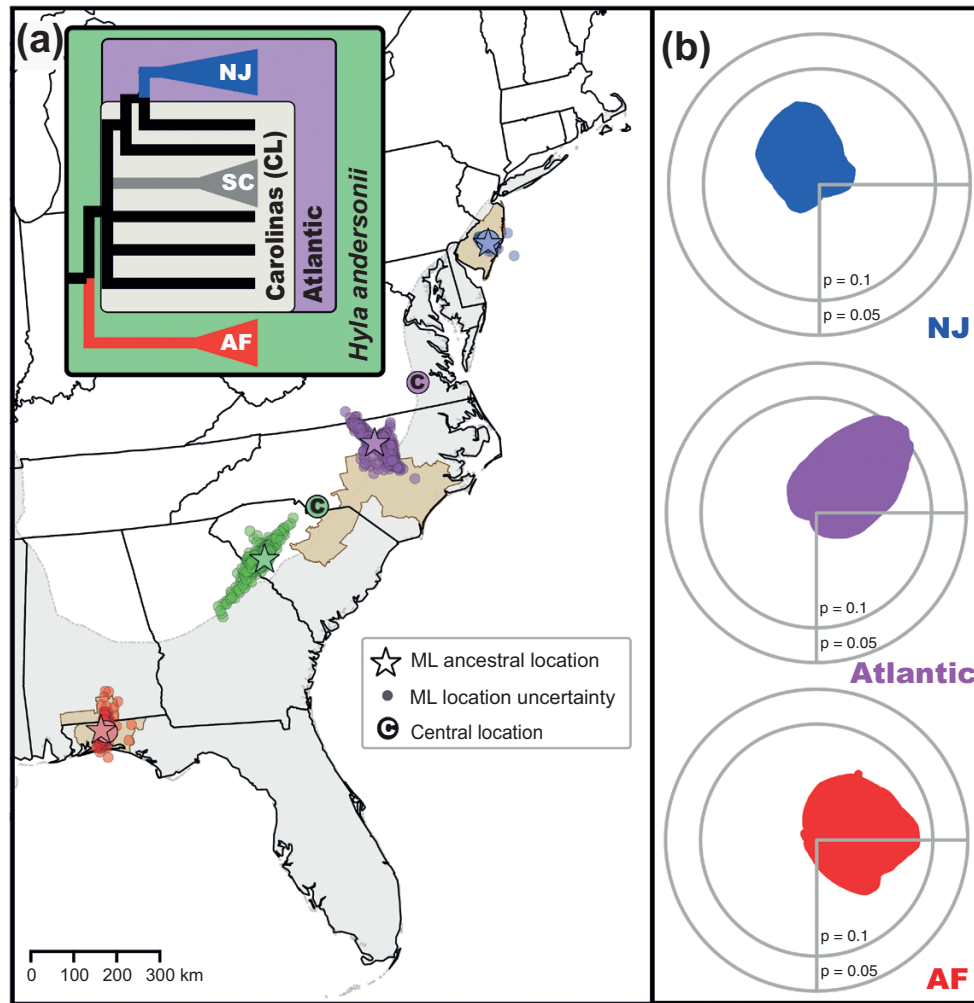 (a)
NJ
SC
AF
Carolinas (CL)
Atlantic
Hyla andersonii
C
C
ML ancestral location
ML location uncertainty
C Central location
0 100 200 300 km
(b)
p = 0.1
p = 0.05
NJ
p = 0.1
p = 0.05
Atlantic
p = 0.1
p = 0.05
AF